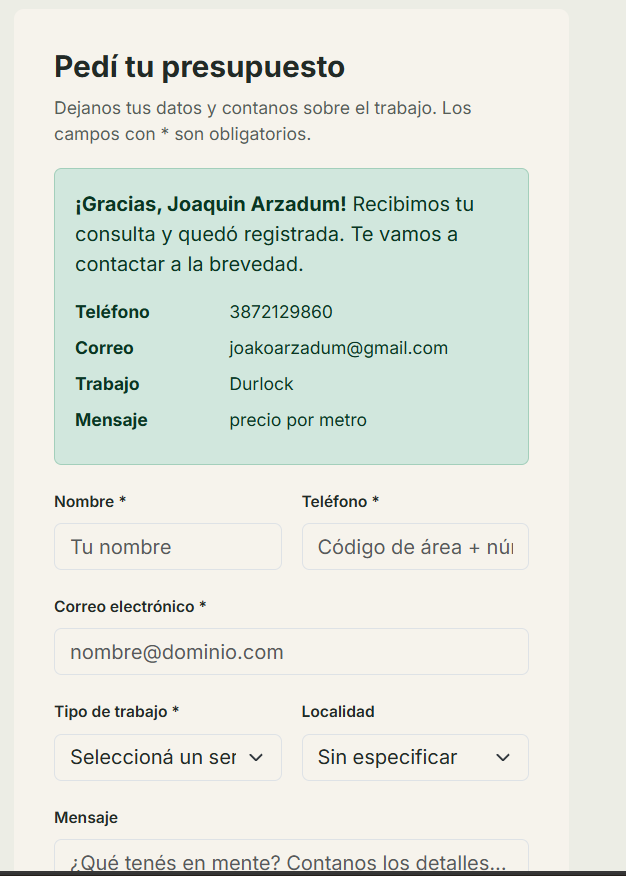 Pedí tu presupuesto
Dejanos tus datos y contanos sobre el trabajo. Los
campos con * son obligatorios.
¡Gracias, Joaquin Arzadum! Recibimos tu
consulta y quedó registrada. Te vamos a
contactar a la brevedad.
Teléfono 3872129860
Correo joakoarzadum@gmail.com
Trabajo Durlock
Mensaje precio por metro
Nombre * Teléfono *
Tu nombre Código de área + nú
Correo electrónico *
nombre@dominio.com
Tipo de trabajo * Localidad
Seleccioná un ser Sin especificar
Mensaje
¿Qué tenés en mente? Contanos los detalles...